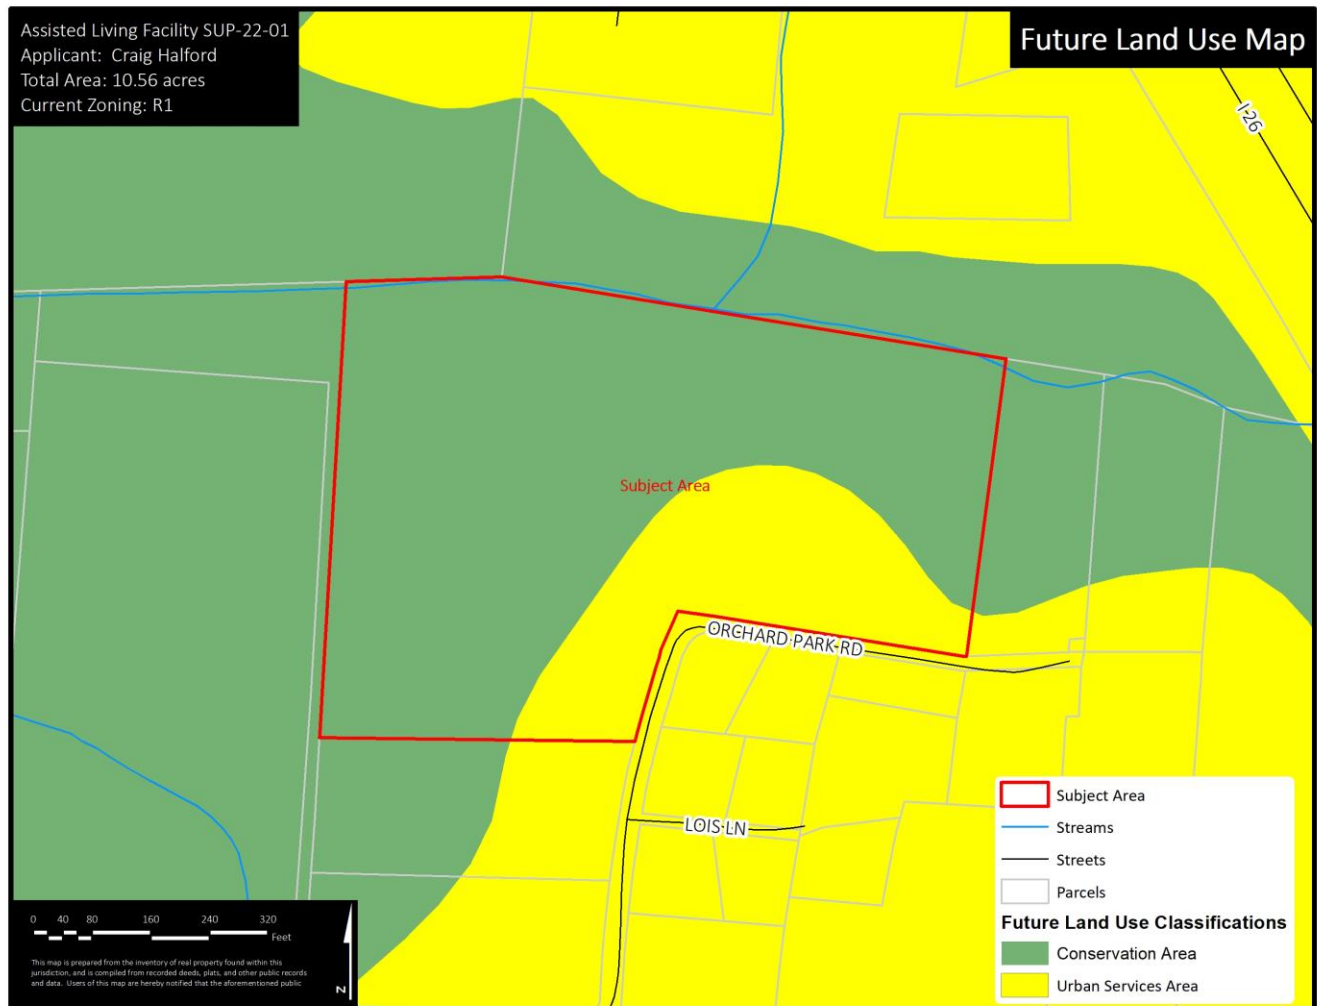 Assisted Living Facility SUP-22-01
Applicant: Craig Halford
Total Area: 10.56 acres
Current Zoning: R1
Future Land Use Map
I-26
Subject Area
ORCHARD PARK RD
LOIS LN
Subject Area
Streams
Streets
Parcels
Future Land Use Classifications
Conservation Area
Urban Services Area
0 40 80 160 240 320
Feet
This map is prepared from the inventory of real property found within this
jurisdiction, and is compiled from recorded deeds, plats, and other public records
and data. Users of this map are hereby notified that the aforementioned public
N